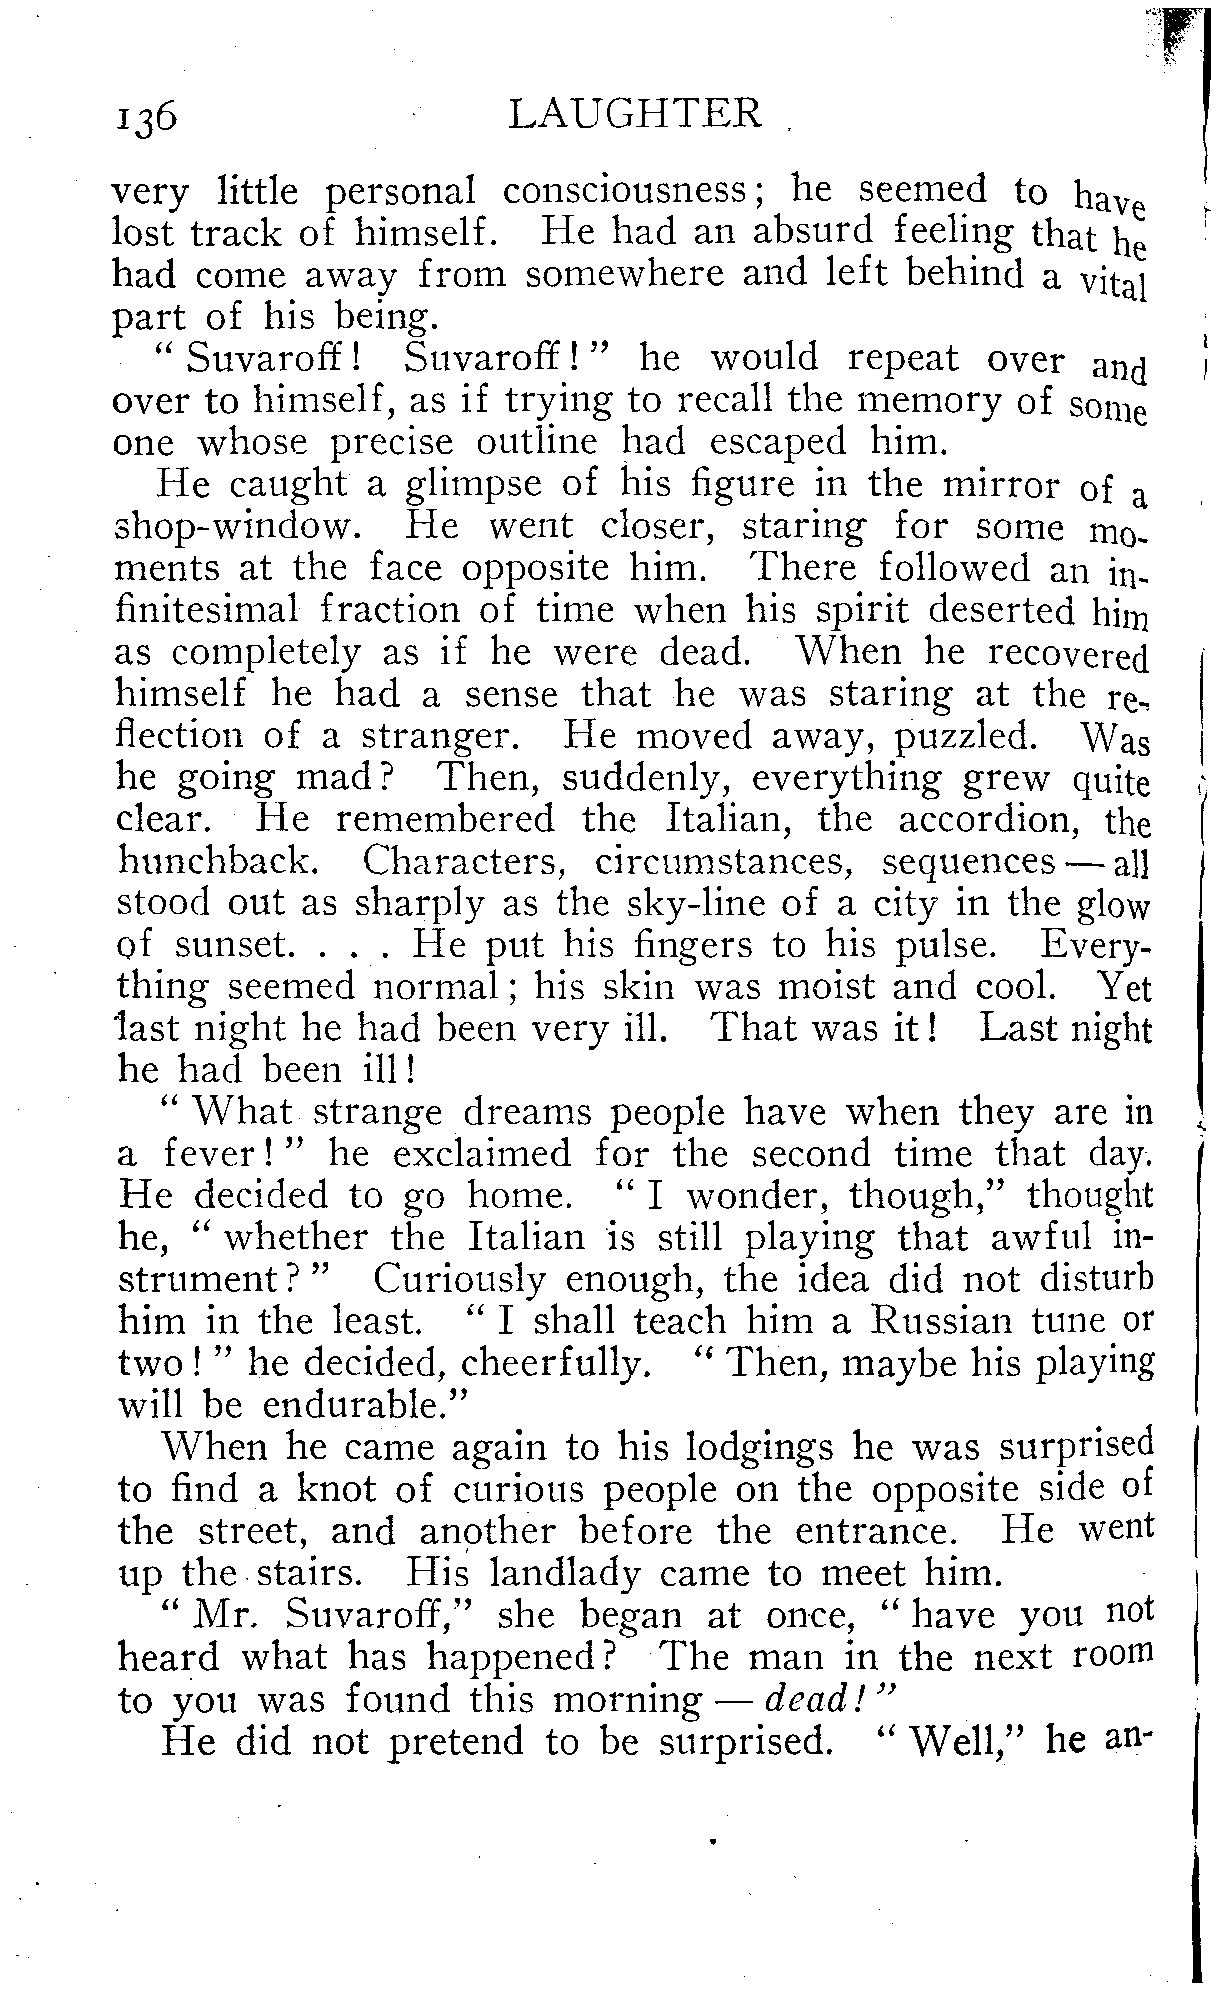 136 LAUGHTER
very little personal consciousness; he seemed to have
lost track of himself. He had an absurd feeling that he
had come away from somewhere and left behind a vital
part of his being.
" Suvaroff! Suvaroff!" he would repeat over and
over to himself, as if trying to recall the memory of some
one whose precise outline had escaped him.
He caught a glimpse of his figure in the mirror of a
shop-window. He went closer, staring for some mo-
ments at the face opposite him. There followed an in-
finitesimal fraction of time when his spirit deserted him
as completely as if he were dead. When he recovered
himself he had a sense that he was staring at the re-
flection of a stranger. He moved away, puzzled. Was
he going mad? Then, suddenly, everything grew quite
clear. He remembered the Italian, the accordion, the
hunchback. Characters, circumstances, sequences — all
stood out as sharply as the sky-line of a city in the glow
of sunset. . . . He put his fingers to his pulse. Every-
thing seemed normal; his skin was moist and cool. Yet
last night he had been very ill. That was it! Last night
he had been ill!
" What strange dreams people have when they are in
a fever!" he exclaimed for the second time that day.
He decided to go home. " I wonder, though," thought
he, " whether the Italian is still playing that awful in-
strument?" Curiously enough, the idea did not disturb
him in the least. " I shall teach him a Russian tune or
two!" he decided, cheerfully. " Then, maybe his playing
will be endurable."
When he came again to his lodgings he was surprised
to find a knot of curious people on the opposite side of
the street, and another before the entrance. He went
up the stairs. His landlady came to meet him.
" Mr. Suvaroff," she began at once, " have you not
heard what has happened? The man in the next room
to you was found this morning — dead!"
He did not pretend to be surprised. " Well," he an-